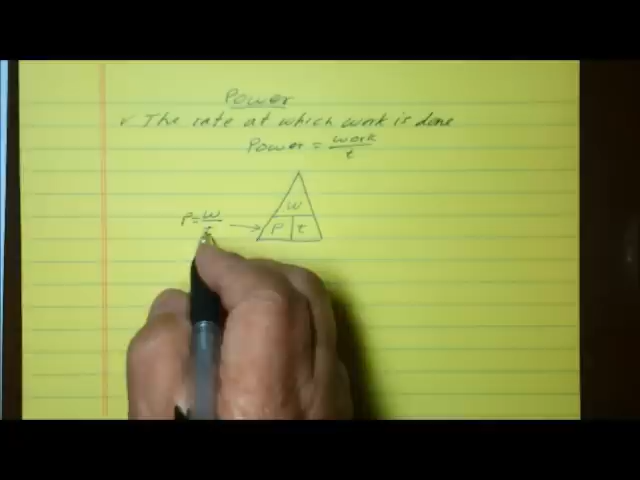 Power
✓ The rate at which work is done
Power = work/t
W
P = W/t → P t